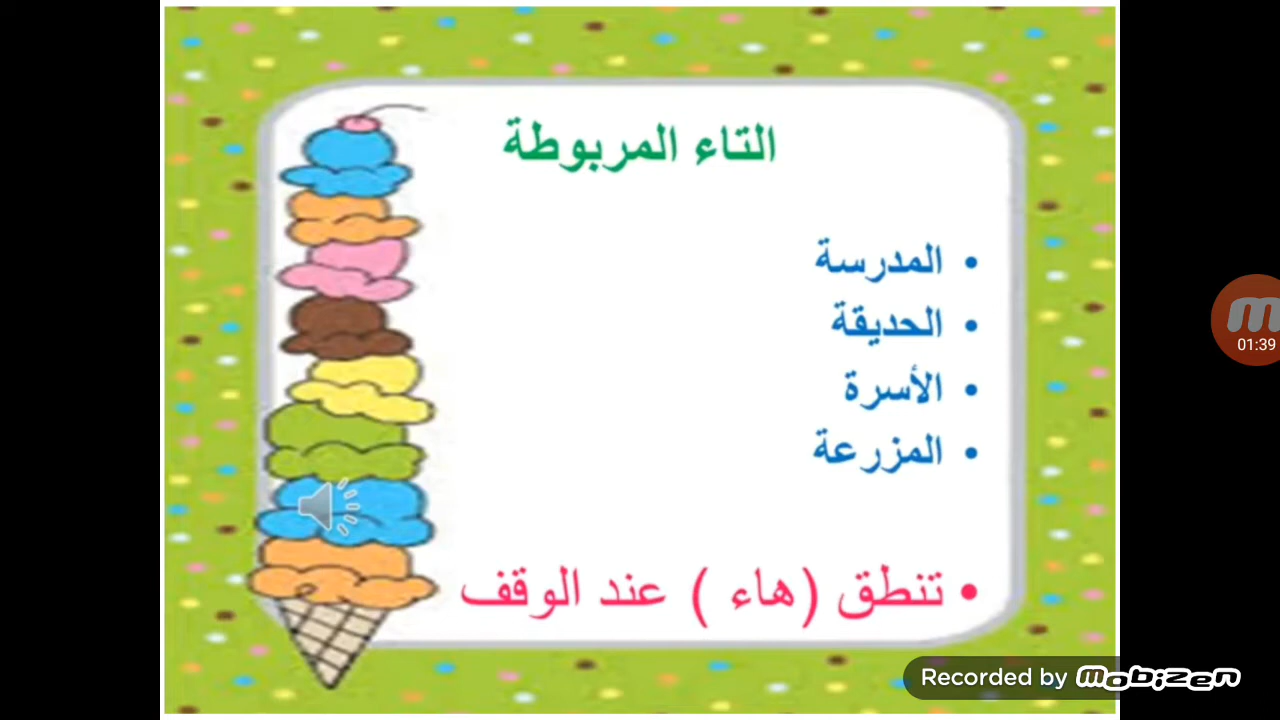 التاء المربوطة
• المدرسة
• الحديقة
• الأسرة
• المزرعة
• تنطق (هاء ) عند الوقف
01:39
Recorded by mobizen